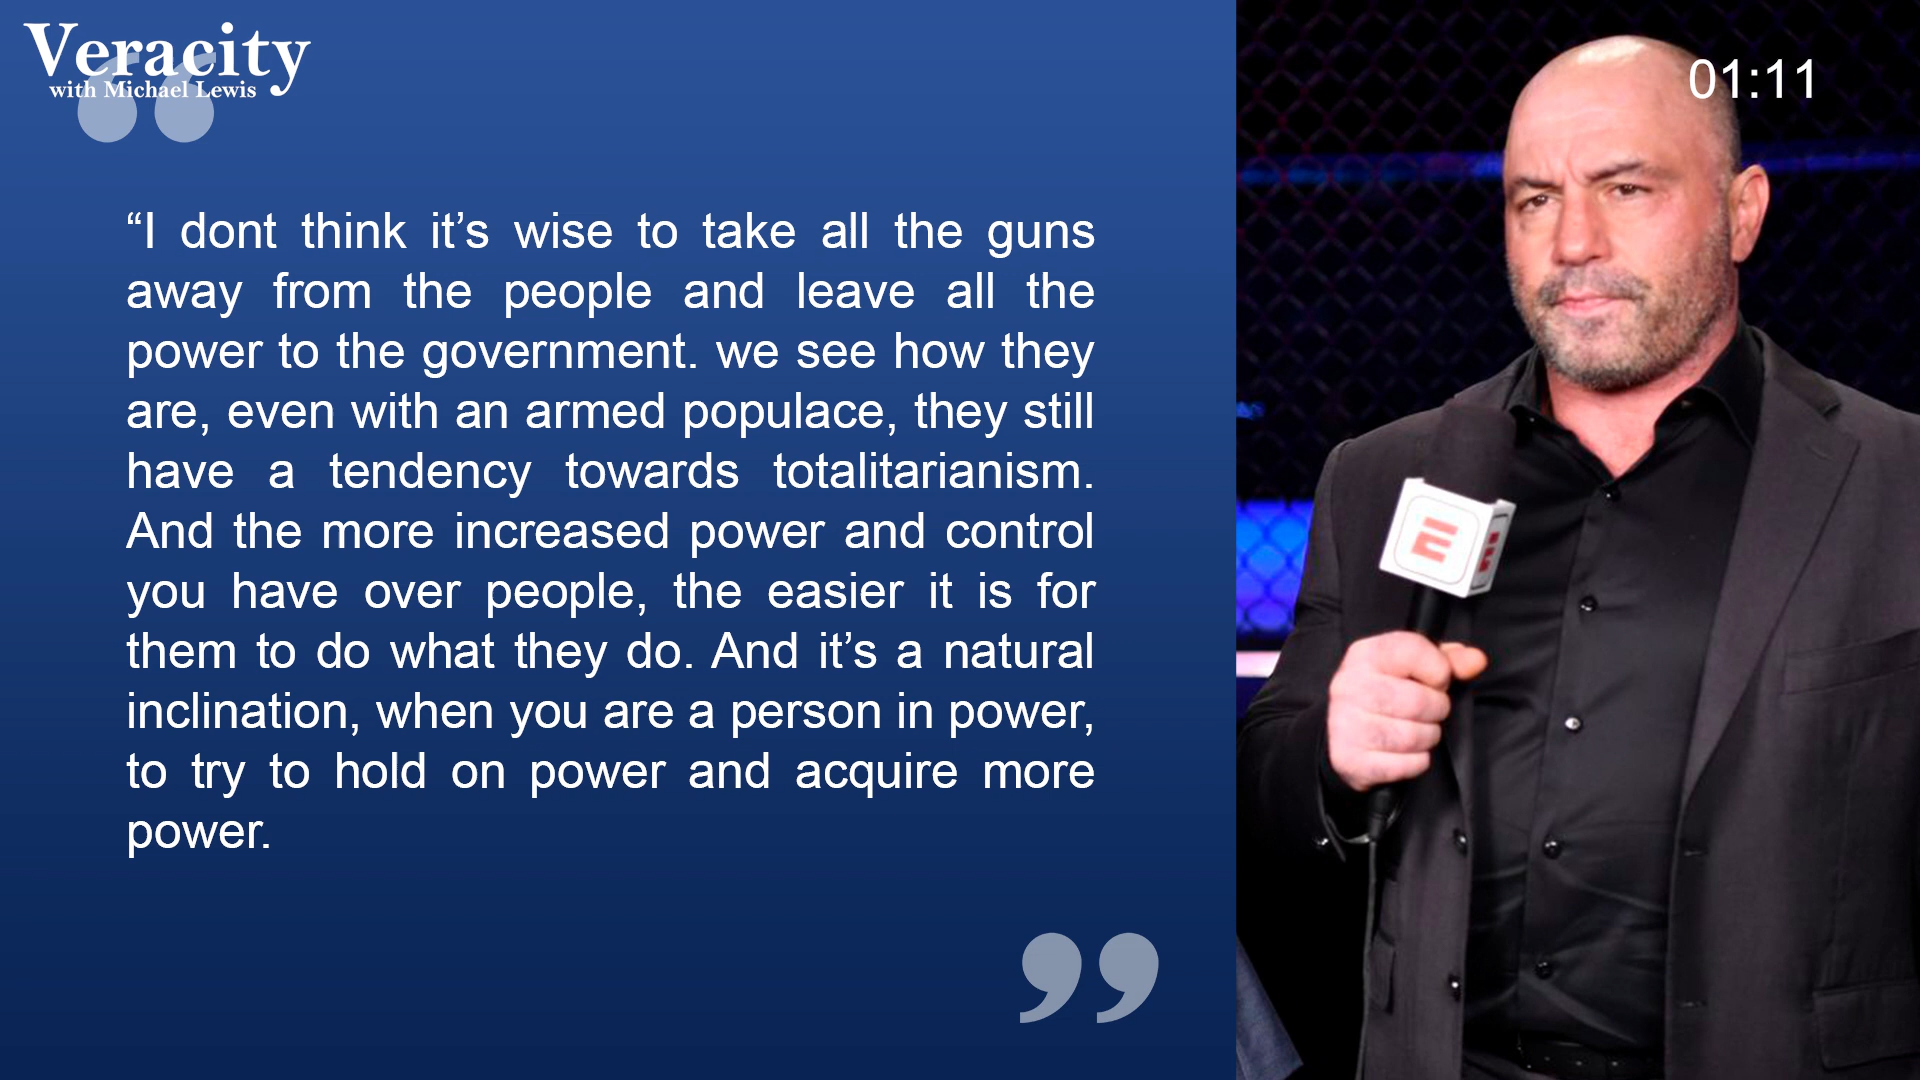 Veracity
with Michael Lewis
01:11
“I dont think it’s wise to take all the guns
away from the people and leave all the
power to the government. we see how they
are, even with an armed populace, they still
have a tendency towards totalitarianism.
And the more increased power and control
you have over people, the easier it is for
them to do what they do. And it’s a natural
inclination, when you are a person in power,
to try to hold on power and acquire more
power.